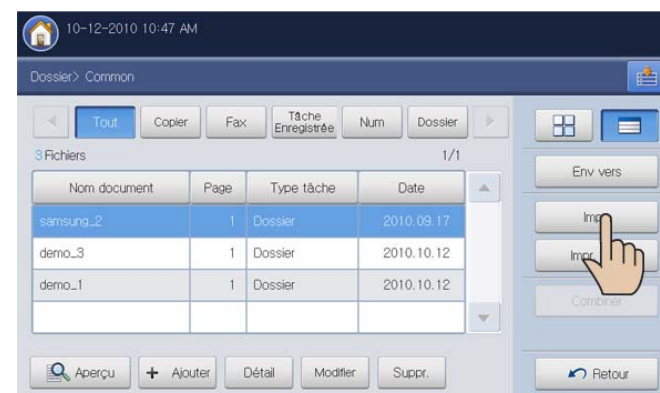 10-12-2010 10:47 AM
Dossier> Common
Tout Copier Fax Tâche Enregistrée Num Dossier
3 Fichiers 1/1
Nom document Page Type tâche Date
samsung_2 1 Dossier 2010.09.17
demo_3 1 Dossier 2010.10.12
demo_1 1 Dossier 2010.10.12
Env vers
Impr.
Combiner
Aperçu + Ajouter Détail Modifier Suppr.
Retour